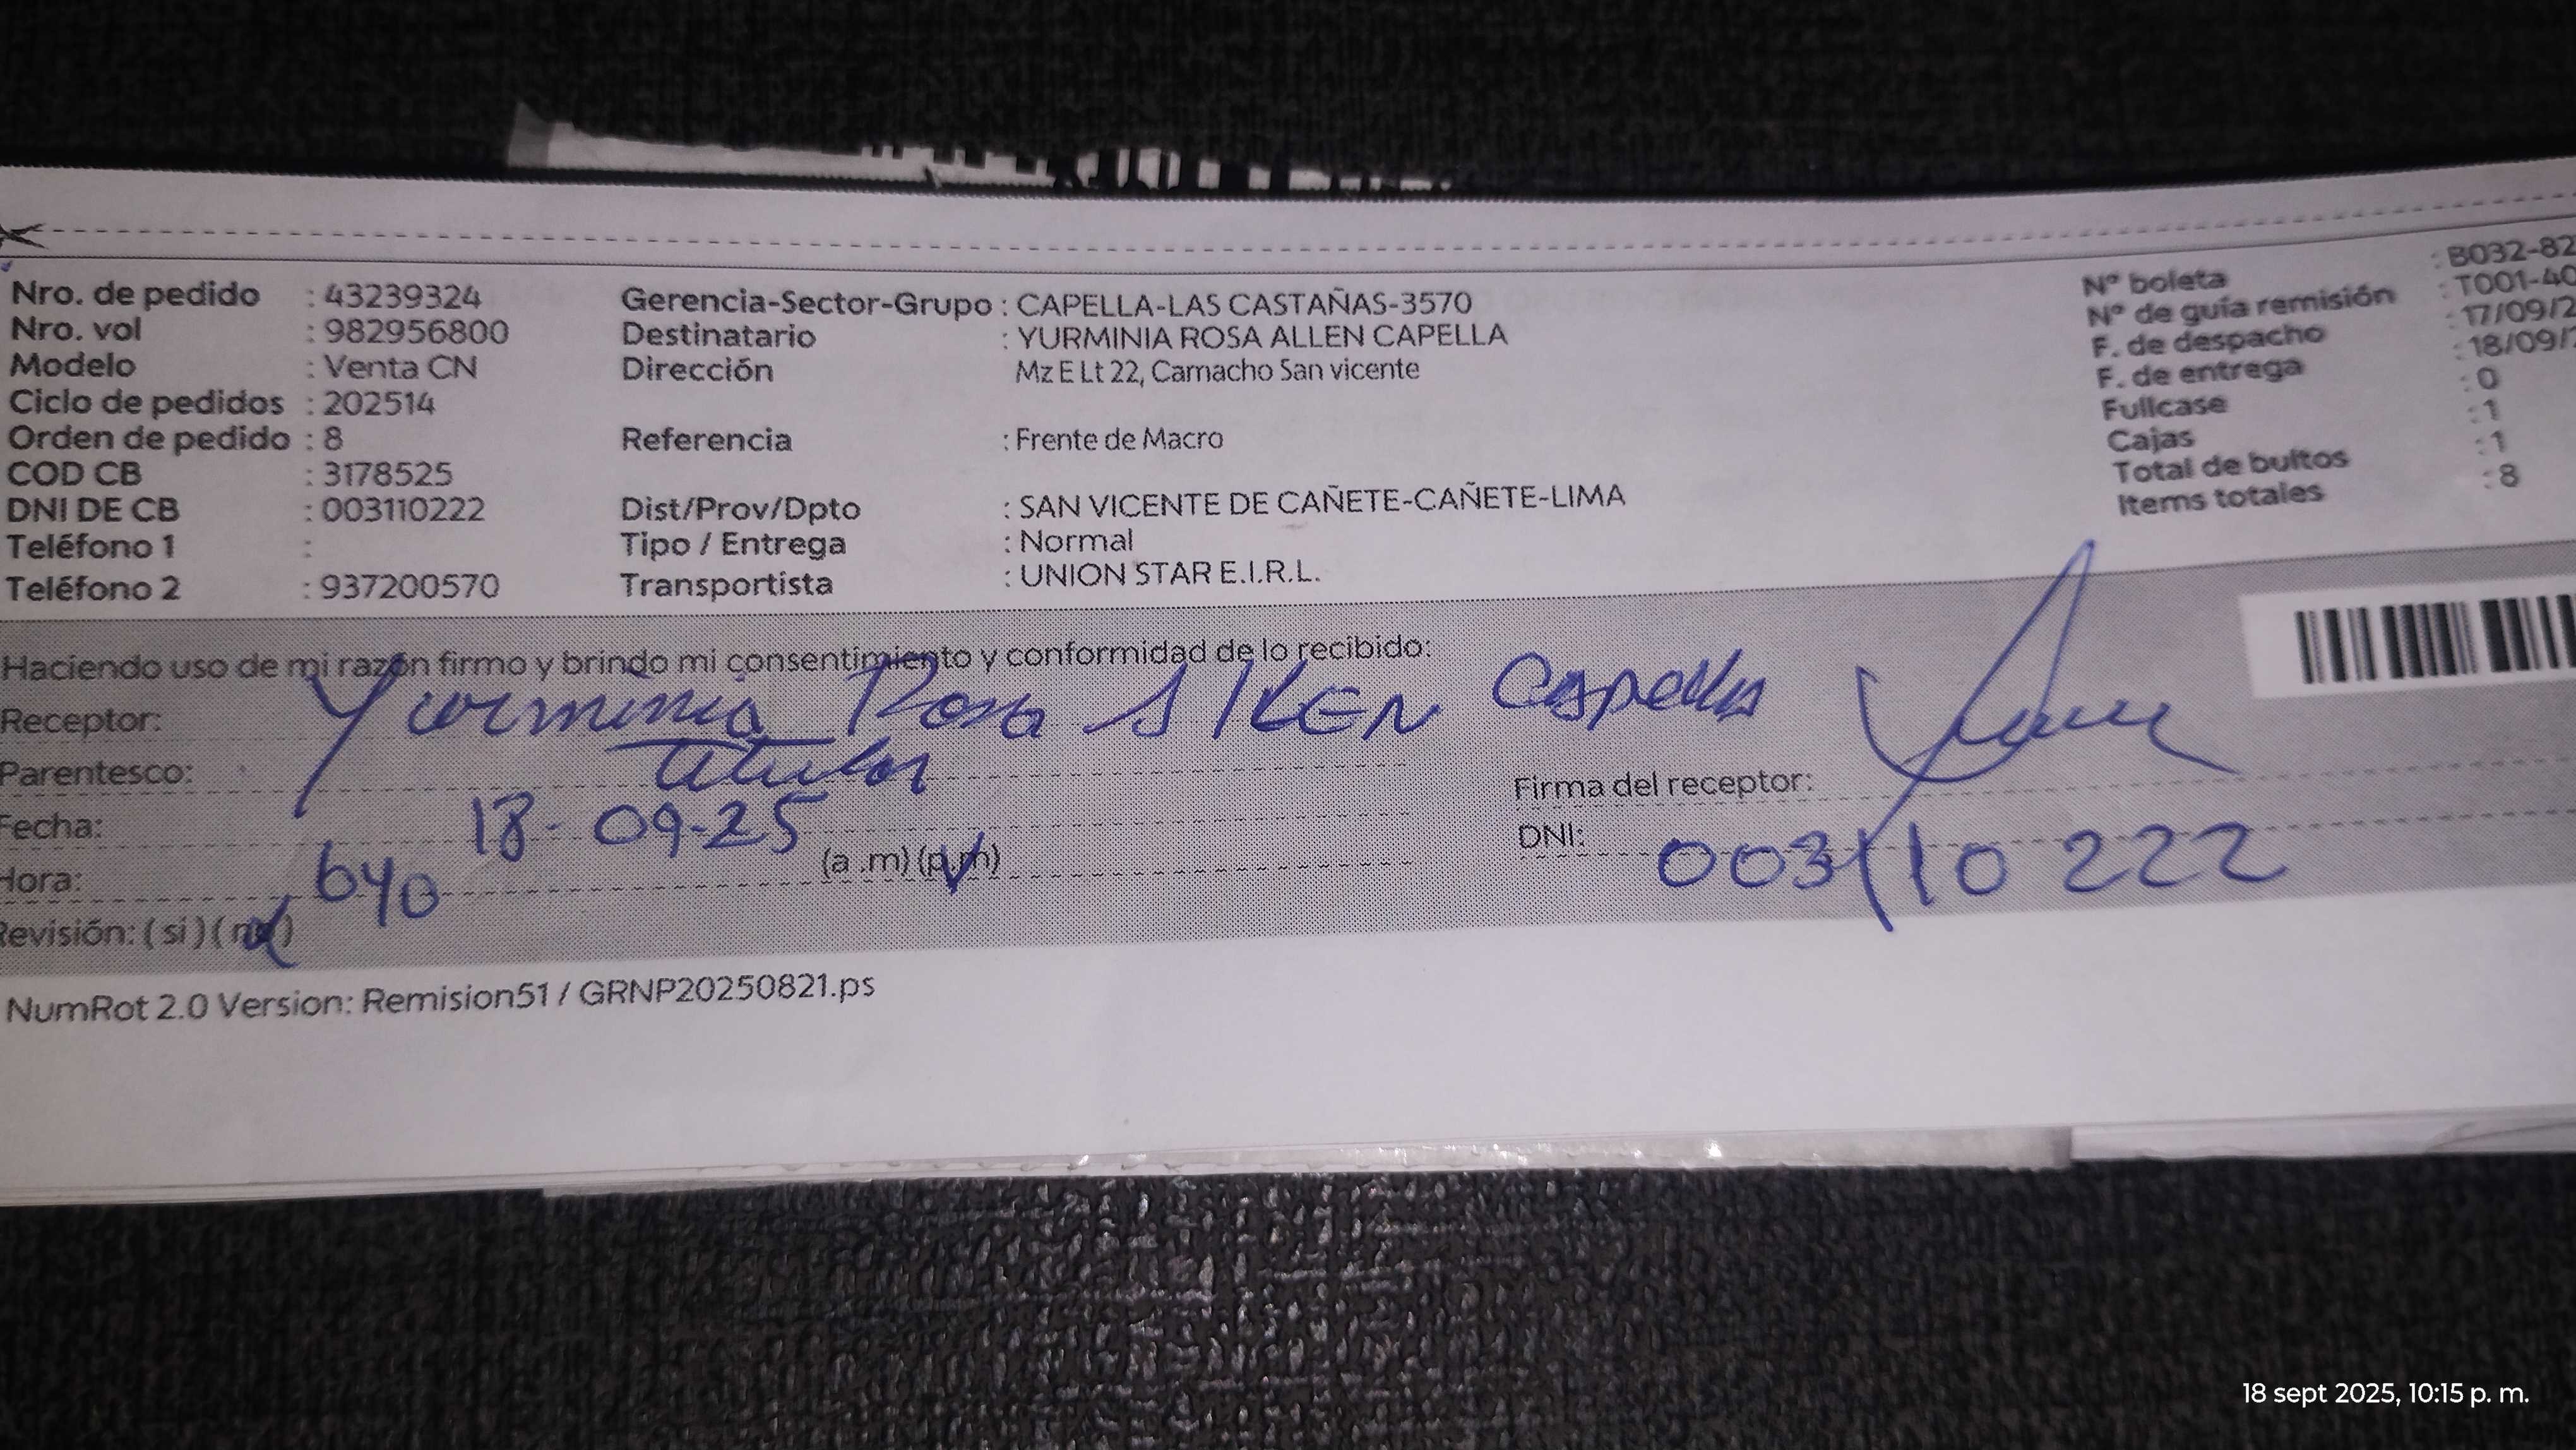 Nro. de pedido : 43239324
Nro. vol : 982956800
Modelo : Venta CN
Ciclo de pedidos : 202514
Orden de pedido : 8
COD CB : 3178525
DNI DE CB : 003110222
Teléfono 1 :
Teléfono 2 : 937200570
Gerencia-Sector-Grupo : CAPELLA-LAS CASTAÑAS-3570
Destinatario : YURMINIA ROSA ALLEN CAPELLA
Dirección Mz E Lt 22, Camacho San vicente
Referencia : Frente de Macro
Dist/Prov/Dpto : SAN VICENTE DE CAÑETE-CAÑETE-LIMA
Tipo / Entrega : Normal
Transportista : UNION STAR E.I.R.L.
N° boleta : B032-82
N° de guía remisión : T001-40
F. de despacho : 17/09/2
F. de entrega : 18/09/
Fullcase : 0
Cajas : 1
Total de bultos : 1
Items totales : 8
Haciendo uso de mi razón firmo y brindo mi consentimiento y conformidad de lo recibido:
Receptor: Yurminia Rosa Capella
Parentesco: titular
Fecha: 18-09-25
Hora: 640 (a .m) (p.m)
Revisión: ( si ) ( no )
Firma del receptor:
DNI: 003110222
NumRot 2.0 Version: Remision51 / GRNP20250821.ps
18 sept 2025, 10:15 p. m.